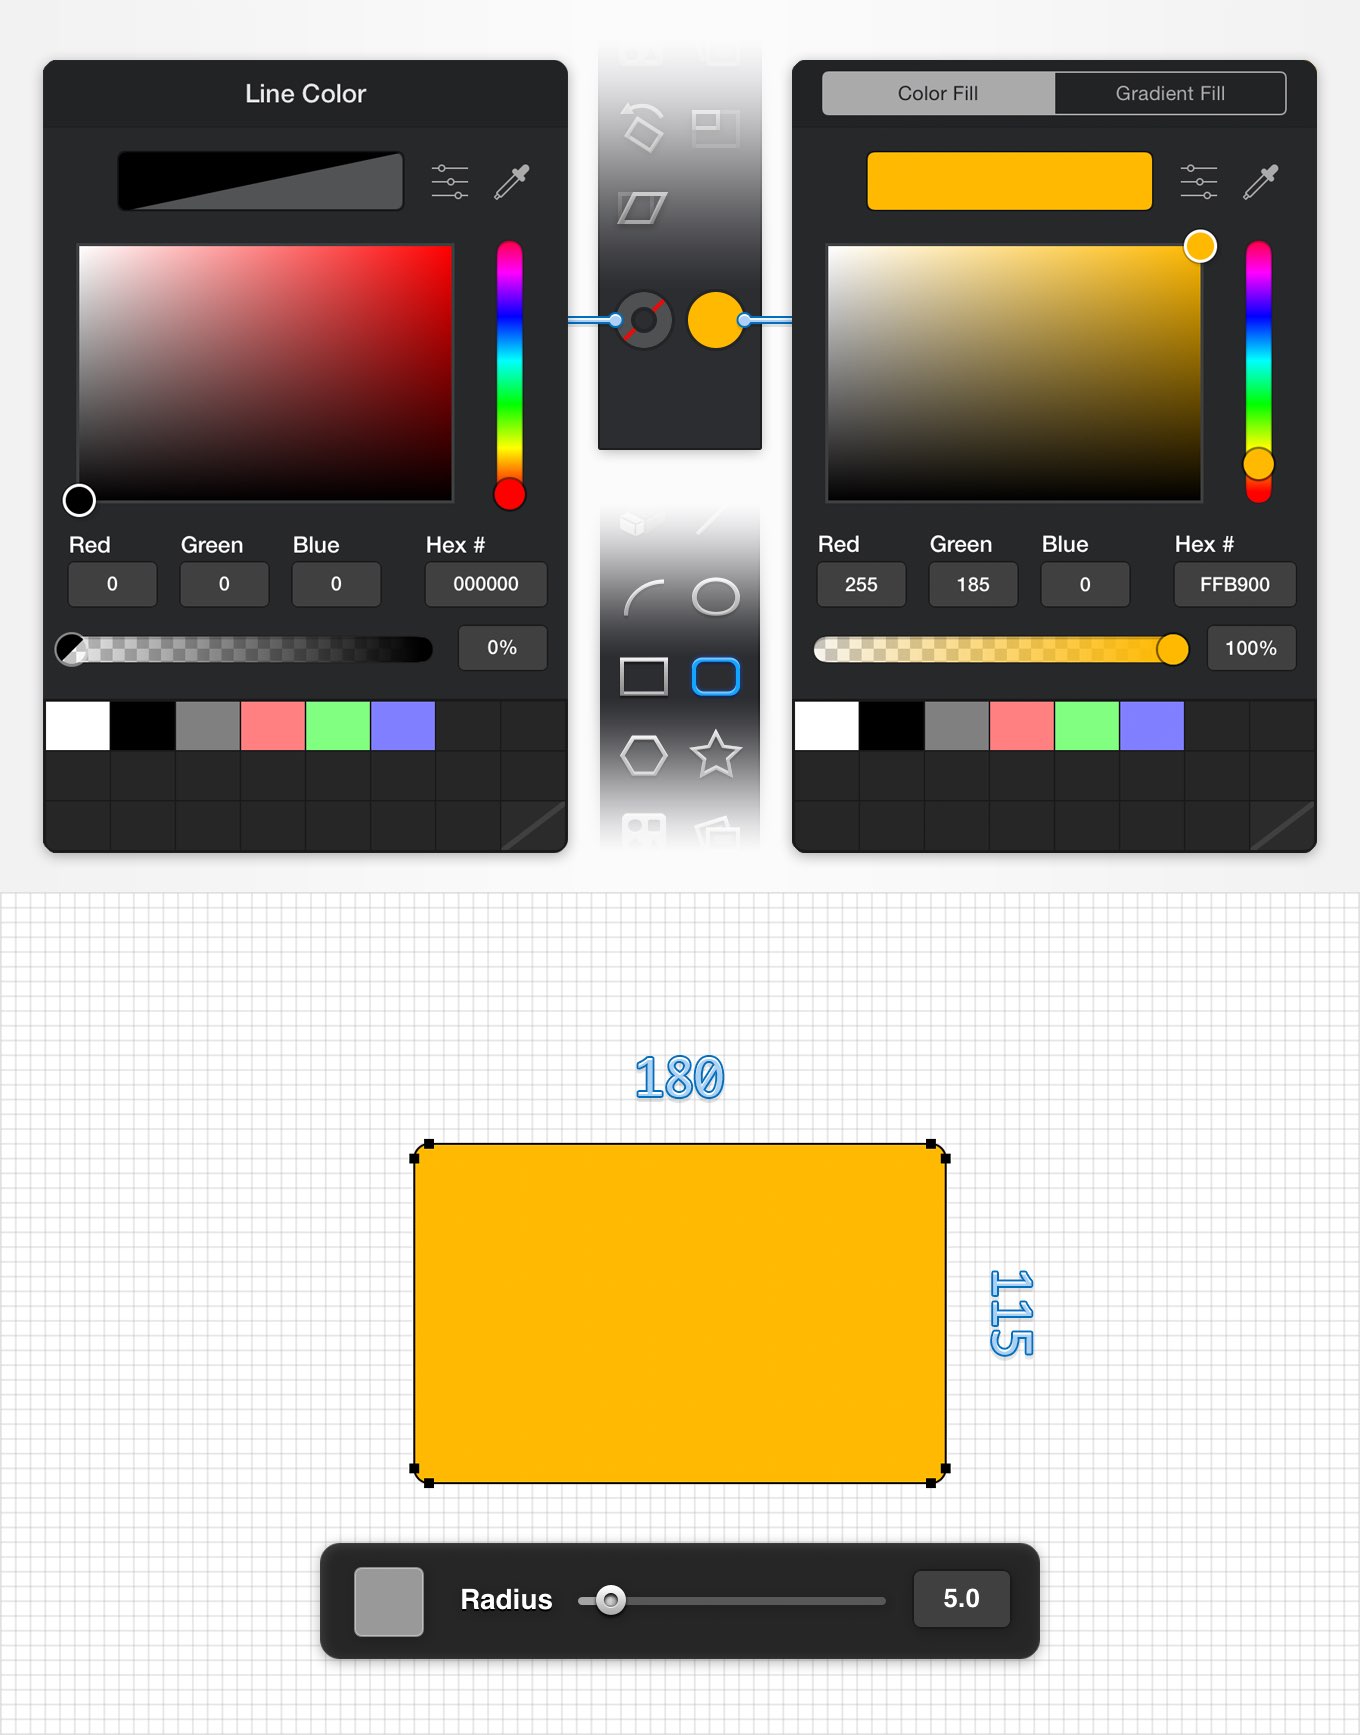 Line Color
Red Green Blue Hex #
0 0 0 000000
0%
Color Fill Gradient Fill
Red Green Blue Hex #
255 185 0 FFB900
100%
180
115
Radius 5.0